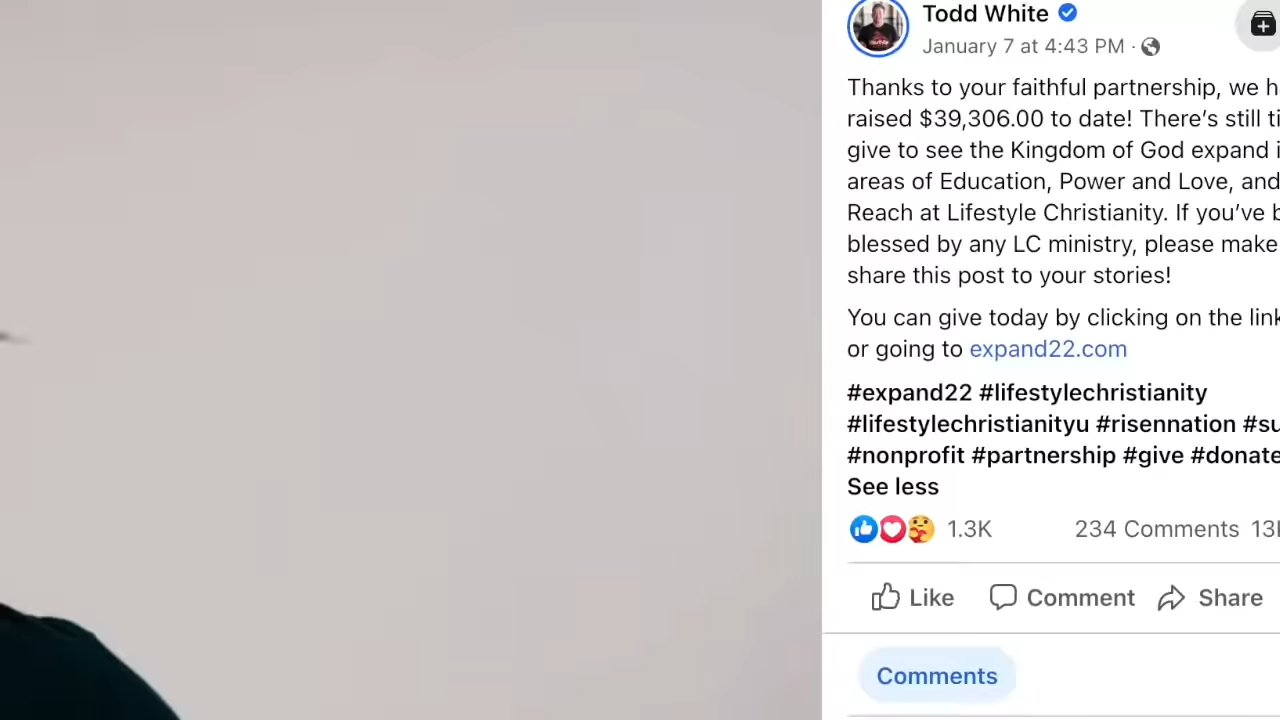 Todd White
January 7 at 4:43 PM ·
Thanks to your faithful partnership, we
raised $39,306.00 to date! There's still
give to see the Kingdom of God expand
areas of Education, Power and Love, and
Reach at Lifestyle Christianity. If you've
blessed by any LC ministry, please make
share this post to your stories!
You can give today by clicking on the link
or going to expand22.com
#expand22 #lifestylechristianity
#lifestylechristianityu #risennation
#nonprofit #partnership #give #donate
See less
1.3K 234 Comments
Like Comment Share
Comments